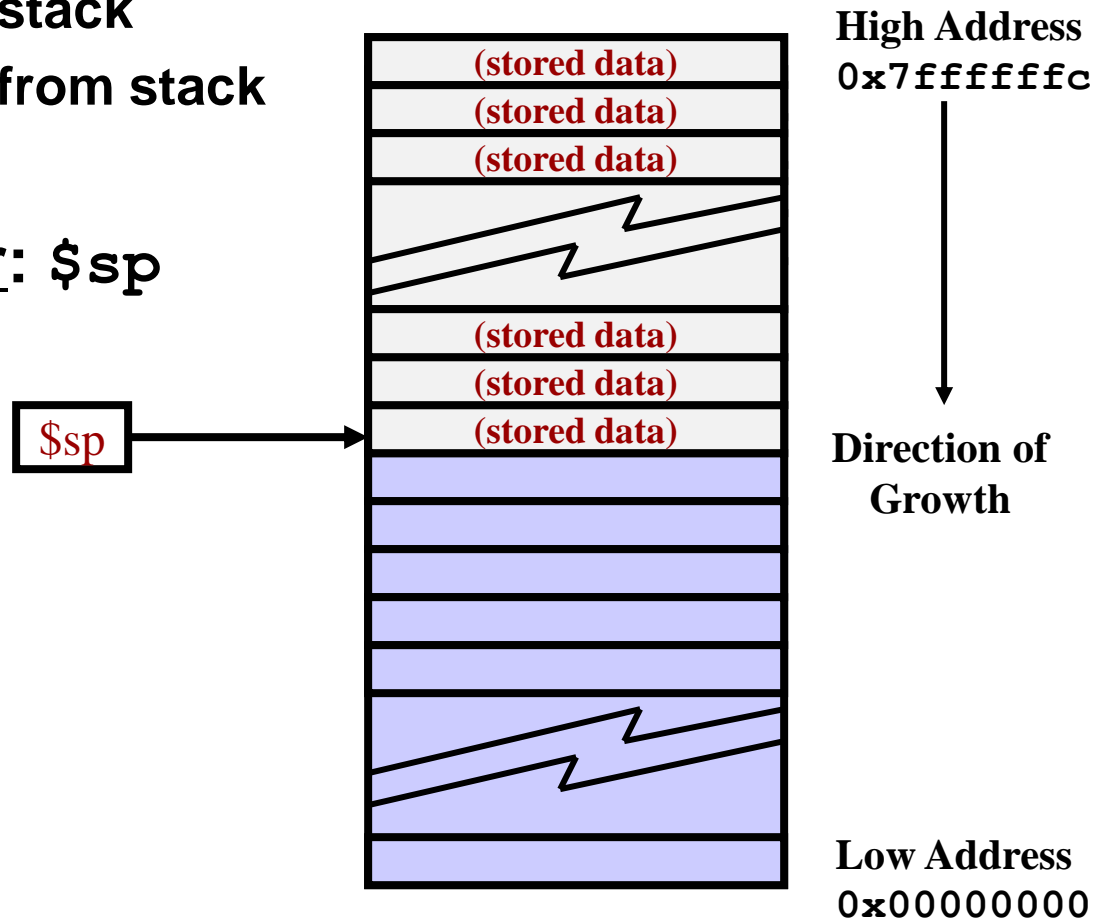 stack
from stack
r: $sp
(stored data)
(stored data)
(stored data)
(stored data)
(stored data)
(stored data)
$sp
High Address
0x7ffffffc
Direction of
Growth
Low Address
0x00000000